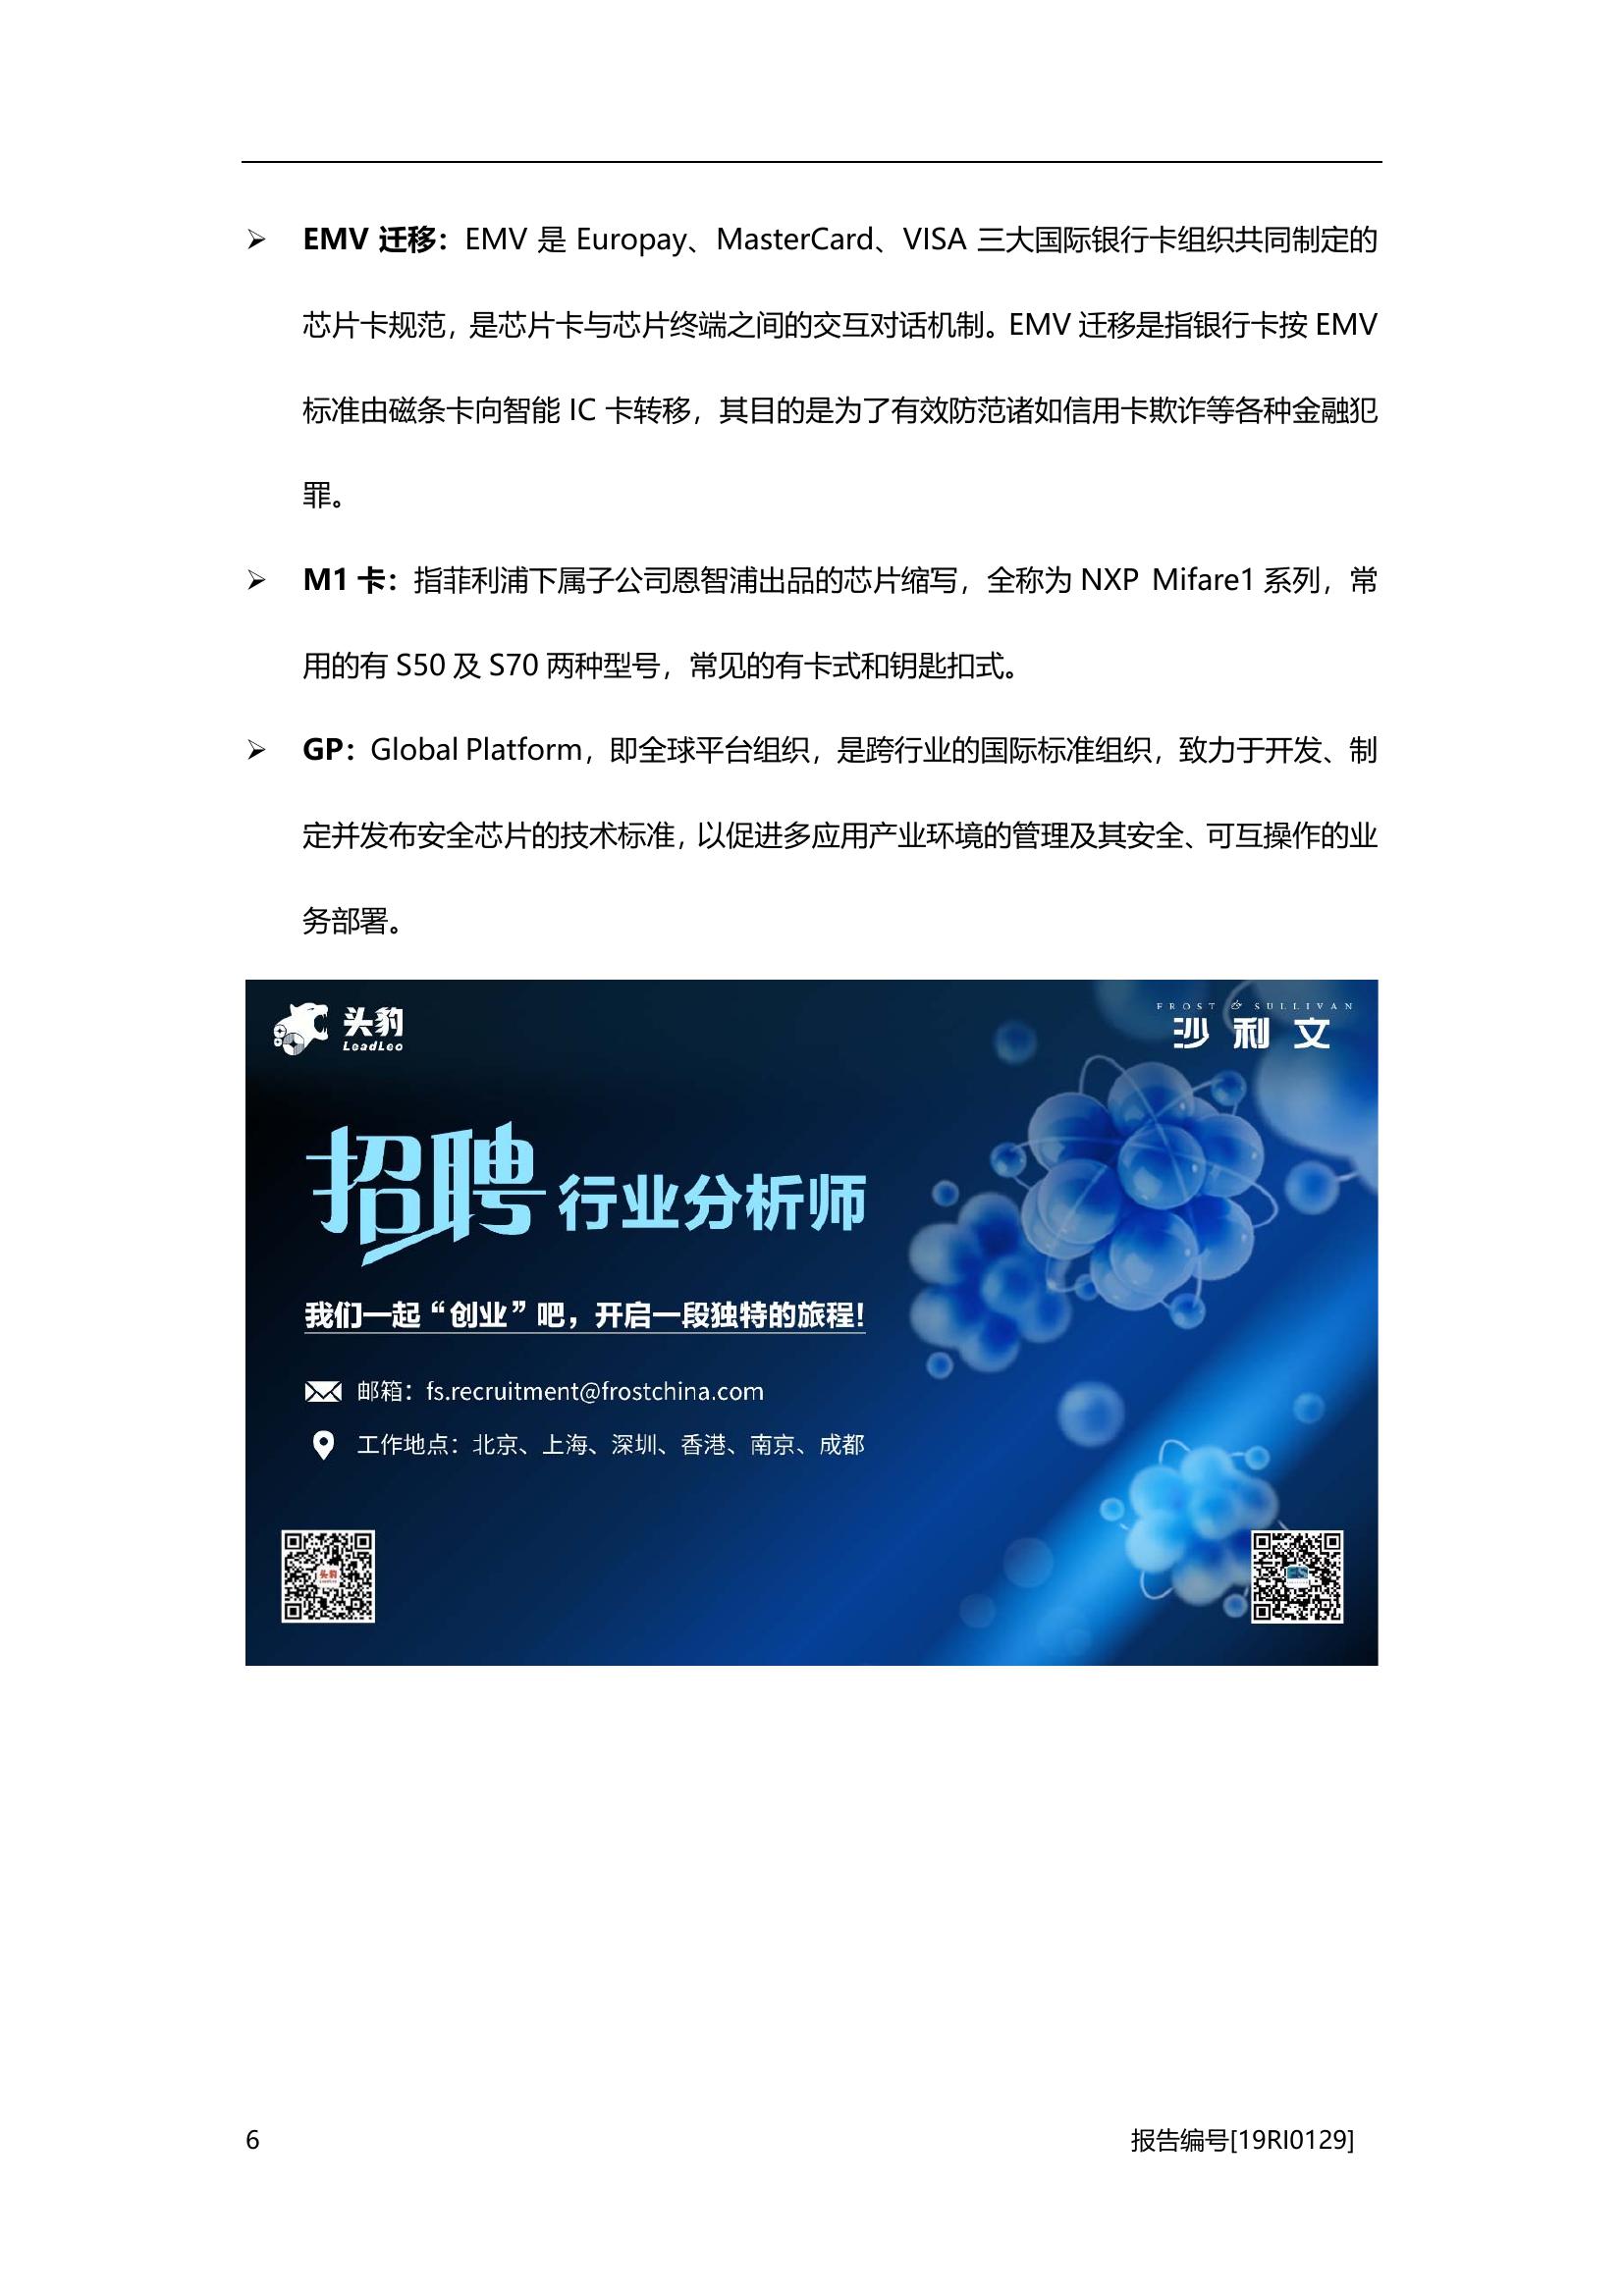 ➢ EMV 迁移：EMV 是 Europay、MasterCard、VISA 三大国际银行卡组织共同制定的
芯片卡规范，是芯片卡与芯片终端之间的交互对话机制。EMV 迁移是指银行卡按 EMV
标准由磁条卡向智能 IC 卡转移，其目的是为了有效防范诸如信用卡欺诈等各种金融犯
罪。
➢ M1 卡：指菲利浦下属子公司恩智浦出品的芯片缩写，全称为 NXP Mifare1 系列，常
用的有 S50 及 S70 两种型号，常见的有卡式和钥匙扣式。
➢ GP：Global Platform，即全球平台组织，是跨行业的国际标准组织，致力于开发、制
定并发布安全芯片的技术标准，以促进多应用产业环境的管理及其安全、可互操作的业
务部署。
头豹
LeadLeo
FROST & SULLIVAN
沙利文
招聘 行业分析师
我们一起“创业”吧，开启一段独特的旅程!
邮箱：fs.recruitment@frostchina.com
工作地点：北京、上海、深圳、香港、南京、成都
头豹
FS
6
报告编号[19RI0129]